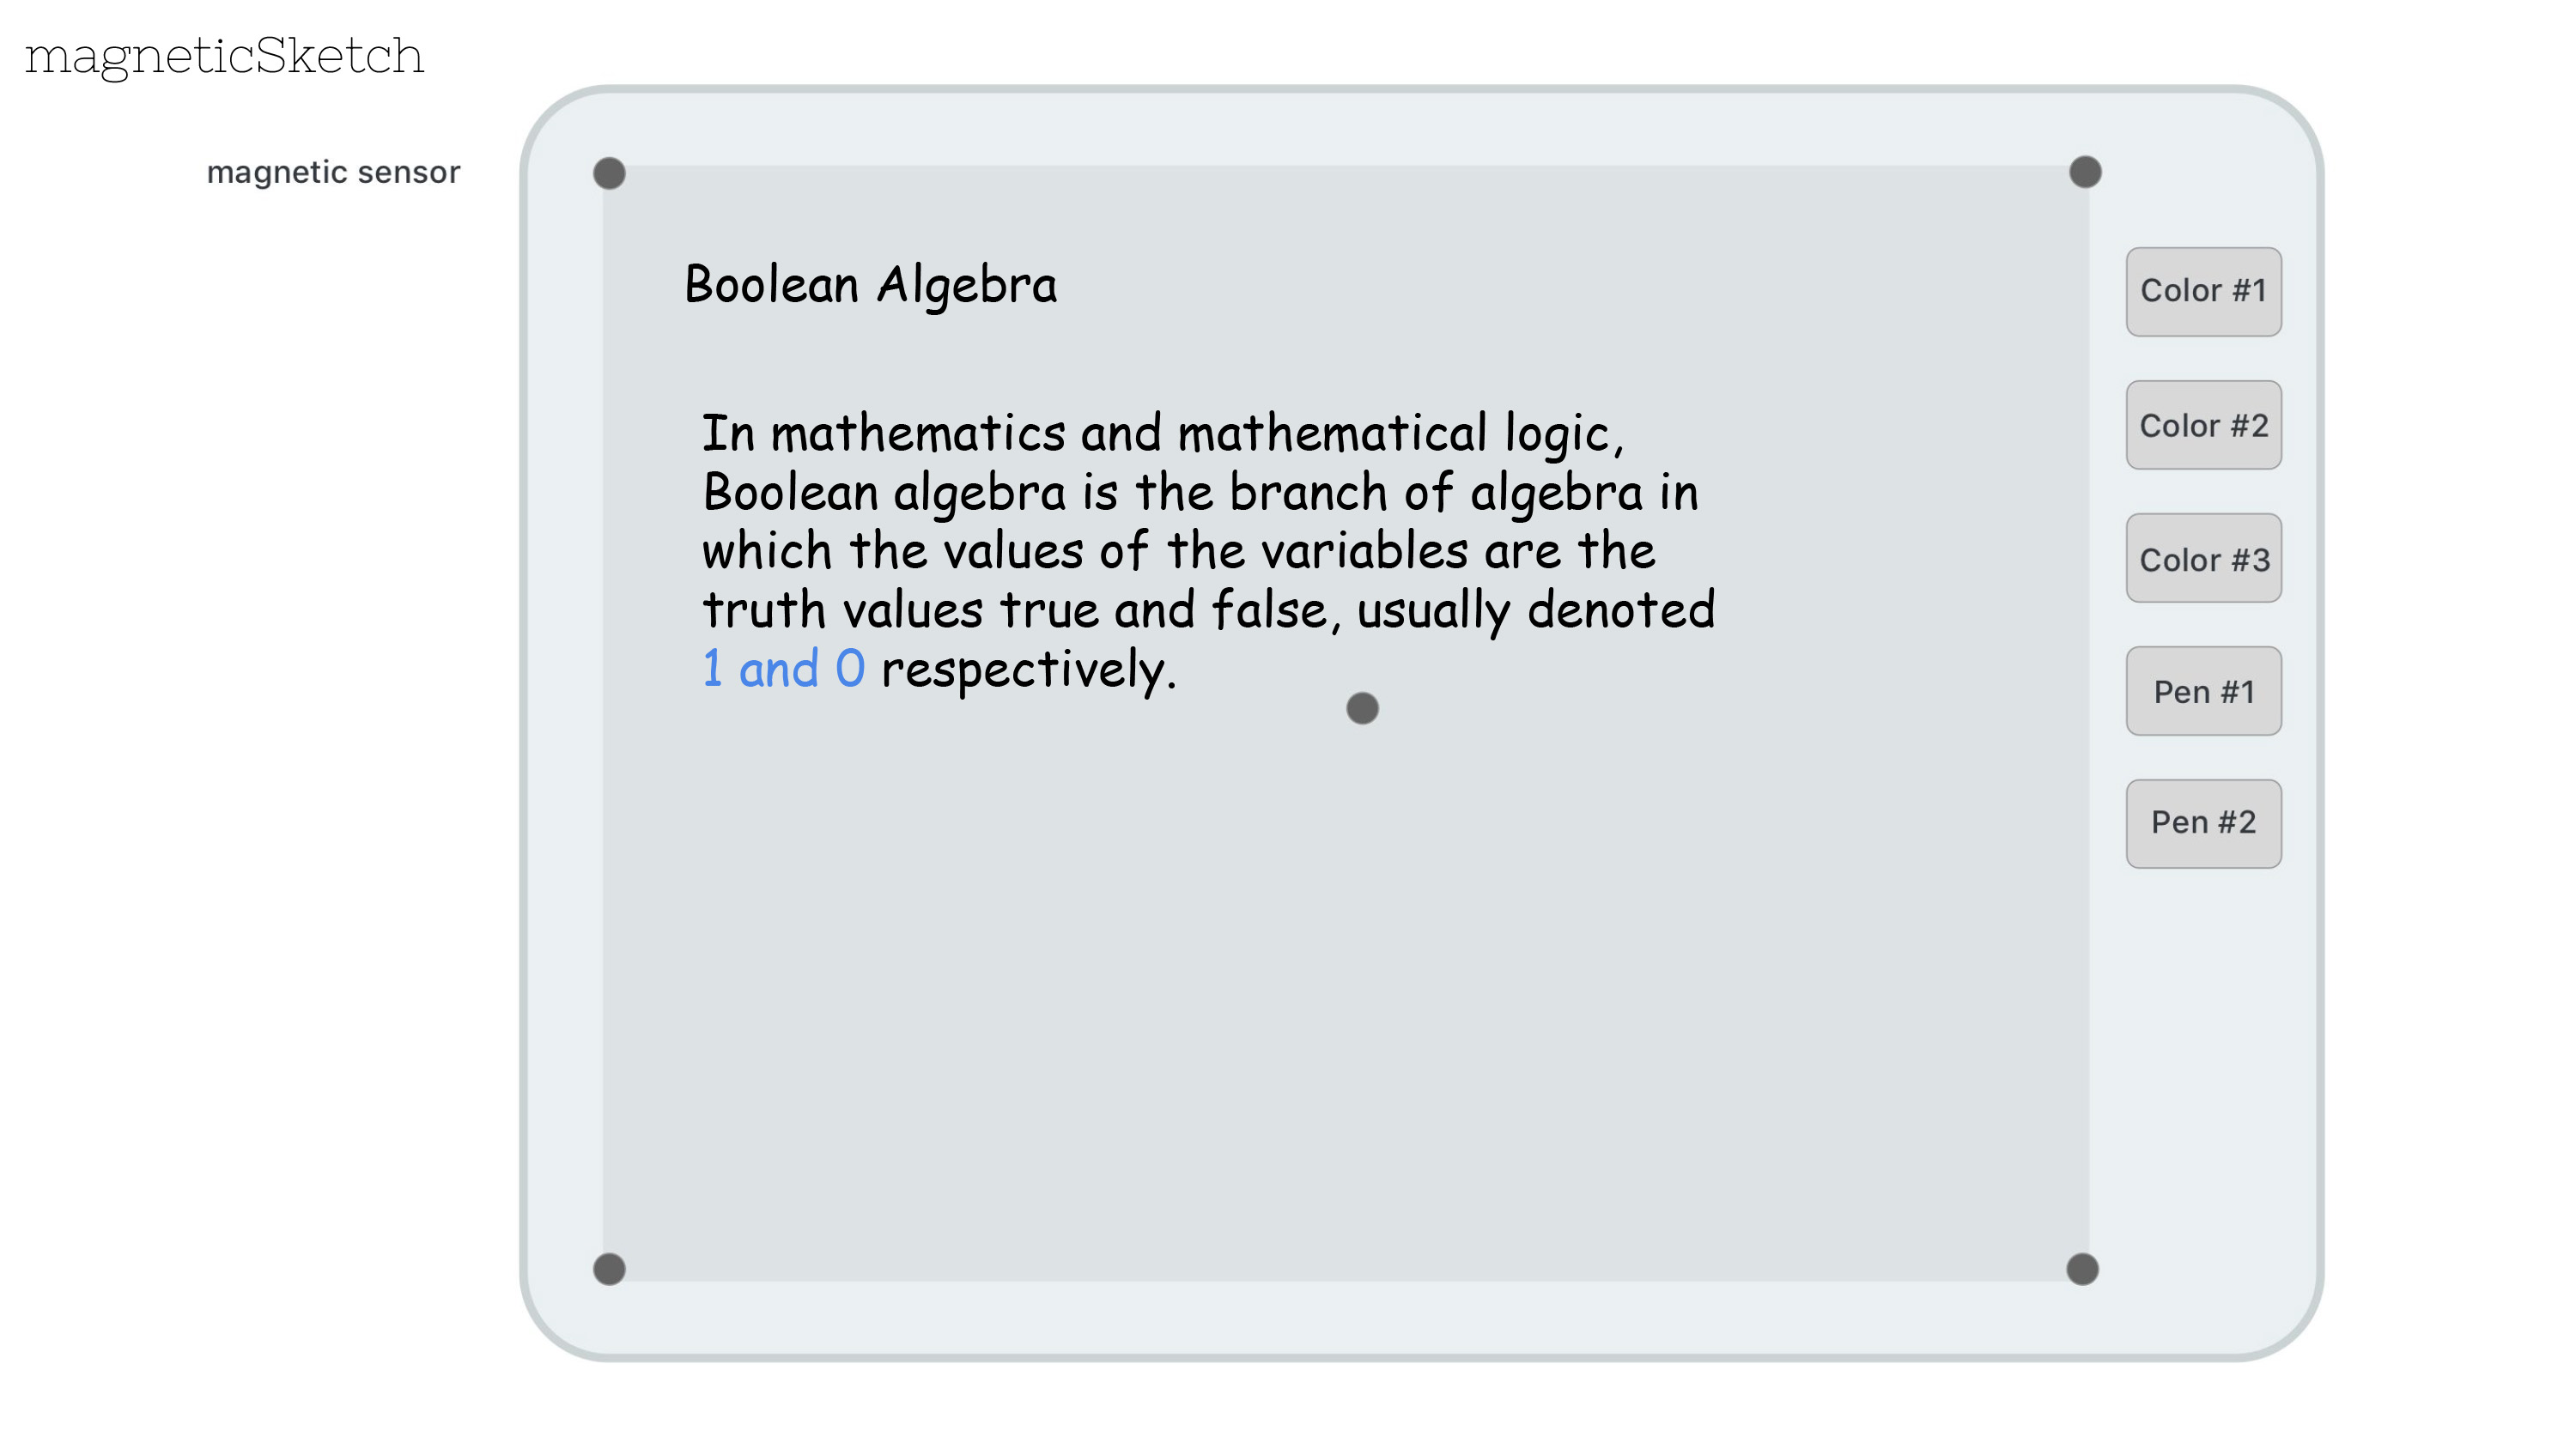 magneticSketch
magnetic sensor
Boolean Algebra
In mathematics and mathematical logic,
Boolean algebra is the branch of algebra in
which the values of the variables are the
truth values true and false, usually denoted
1 and 0 respectively.
Color #1
Color #2
Color #3
Pen #1
Pen #2